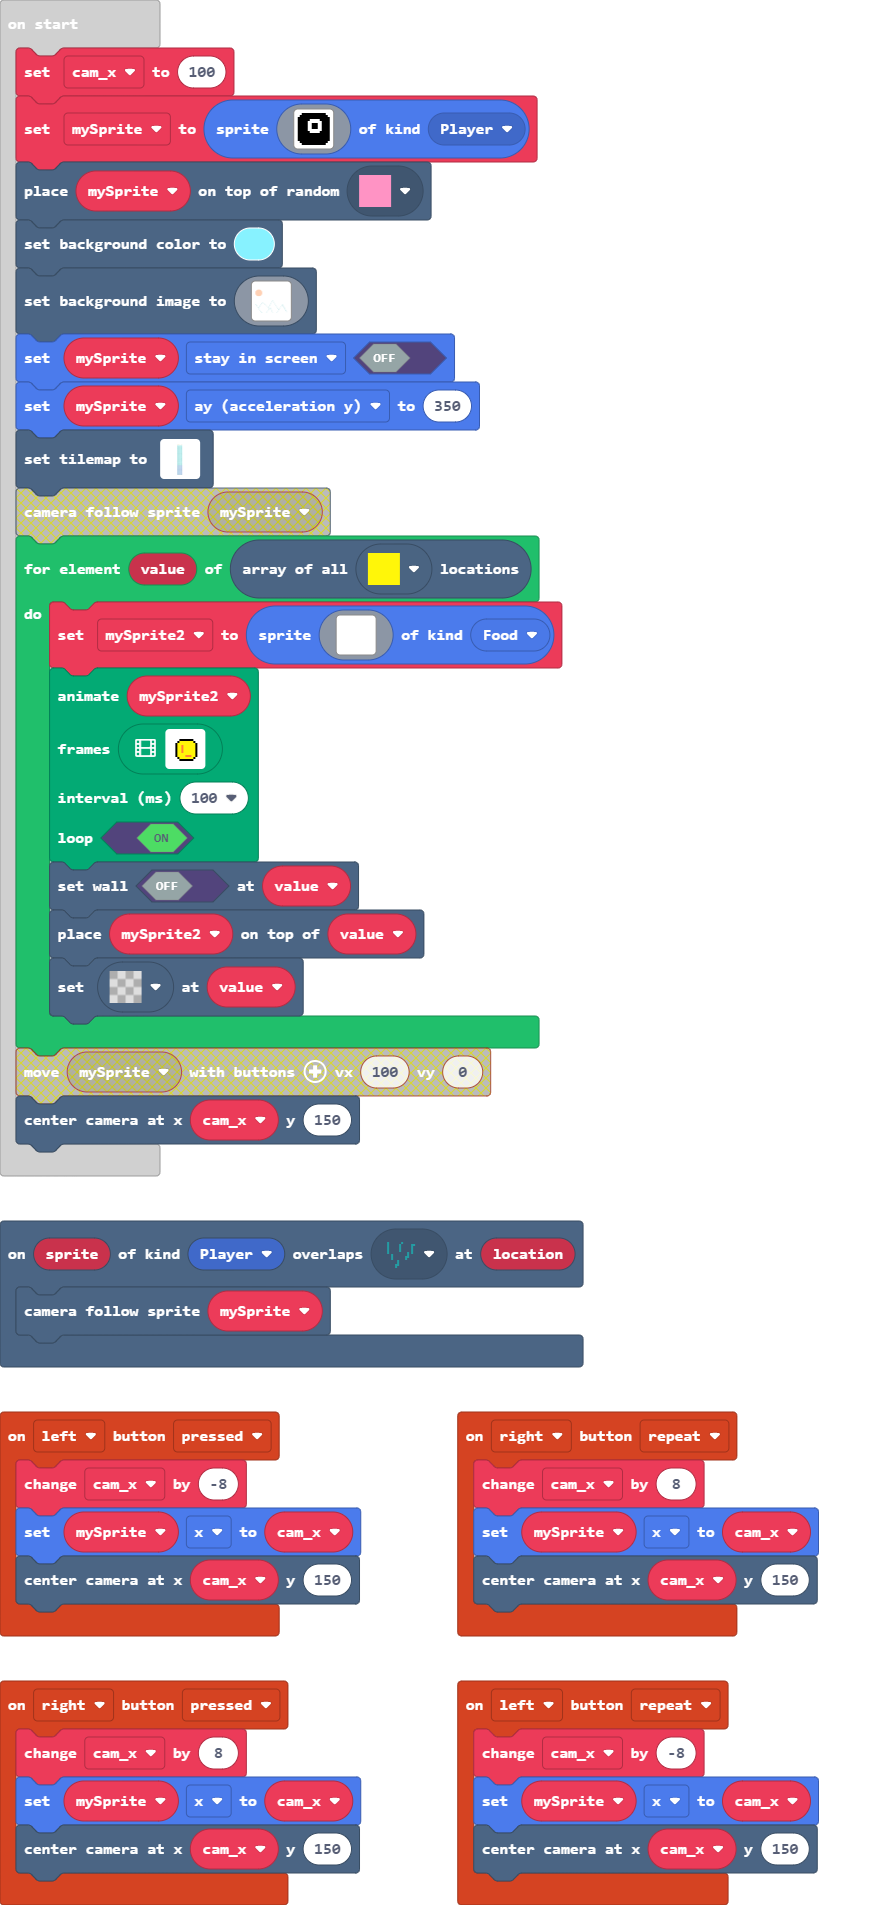 on start
set cam_x to 100
set mySprite to sprite of kind Player
place mySprite on top of random
set background color to
set background image to
set mySprite stay in screen OFF
set mySprite ay (acceleration y) to 350
set tilemap to
camera follow sprite mySprite
for element value of array of all locations
do
set mySprite2 to sprite of kind Food
animate mySprite2
frames
interval (ms) 100
loop ON
set wall OFF at value
place mySprite2 on top of value
set at value
move mySprite with buttons vx 100 vy 0
center camera at x cam_x y 150
on sprite of kind Player overlaps at location
camera follow sprite mySprite
on left button pressed
change cam_x by -8
set mySprite x to cam_x
center camera at x cam_x y 150
on right button repeat
change cam_x by 8
set mySprite x to cam_x
center camera at x cam_x y 150
on right button pressed
change cam_x by 8
set mySprite x to cam_x
center camera at x cam_x y 150
on left button repeat
change cam_x by -8
set mySprite x to cam_x
center camera at x cam_x y 150